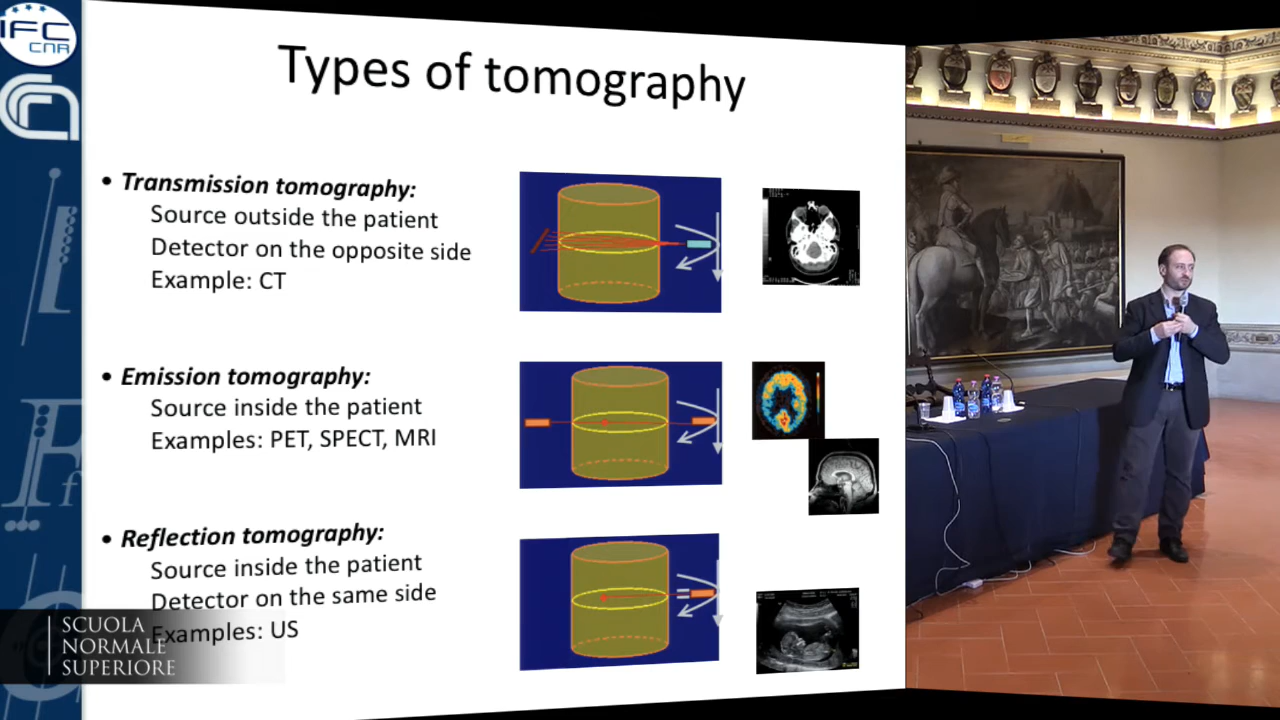 IFC
CNR
Types of tomography
• Transmission tomography:
Source outside the patient
Detector on the opposite side
Example: CT
• Emission tomography:
Source inside the patient
Examples: PET, SPECT, MRI
• Reflection tomography:
Source inside the patient
Detector on the same side
Examples: US
SCUOLA
NORMALE
SUPERIORE